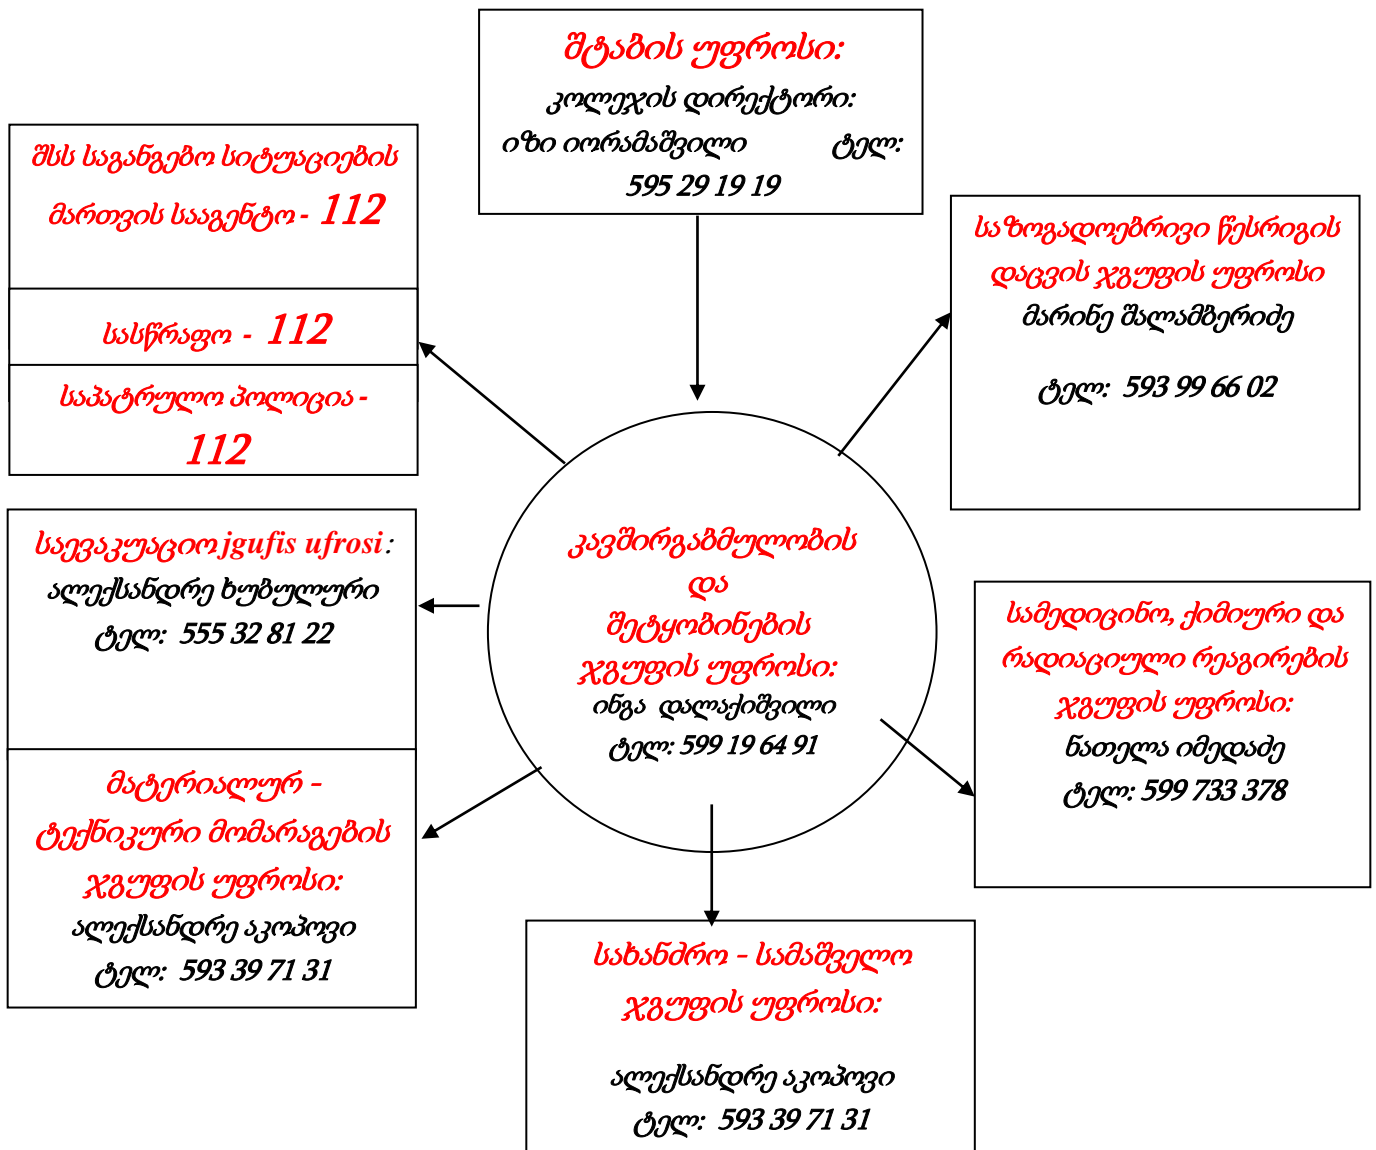 შტაბის უფროსი:
კოლეჯის დირექტორი:
იზი იორამაშვილი ტელ:
595 29 19 19
შსს საგანგებო სიტუაციების
მართვის სააგენტო - 112
სასწრაფო - 112
საპატრულო პოლიცია -
112
საზოგადოებრივი წესრიგის
დაცვის ჯგუფის უფროსი
მარინე შალამბერიძე
ტელ: 593 99 66 02
საევაკუაციო jgufis ufrosi:
ალექსანდრე ხუბულური
ტელ: 555 32 81 22
კავშირგაბმულობის
და
შეტყობინების
ჯგუფის უფროსი:
ინგა დალაქიშვილი
ტელ: 599 19 64 91
სამედიცინო, ქიმიური და
რადიაციული რეაგირების
ჯგუფის უფროსი:
ნათელა იმედაძე
ტელ: 599 733 378
მატერიალურ –
ტექნიკური მომარაგების
ჯგუფის უფროსი:
ალექსანდრე აკოპოვი
ტელ: 593 39 71 31
სახანძრო – სამაშველო
ჯგუფის უფროსი:
ალექსანდრე აკოპოვი
ტელ: 593 39 71 31